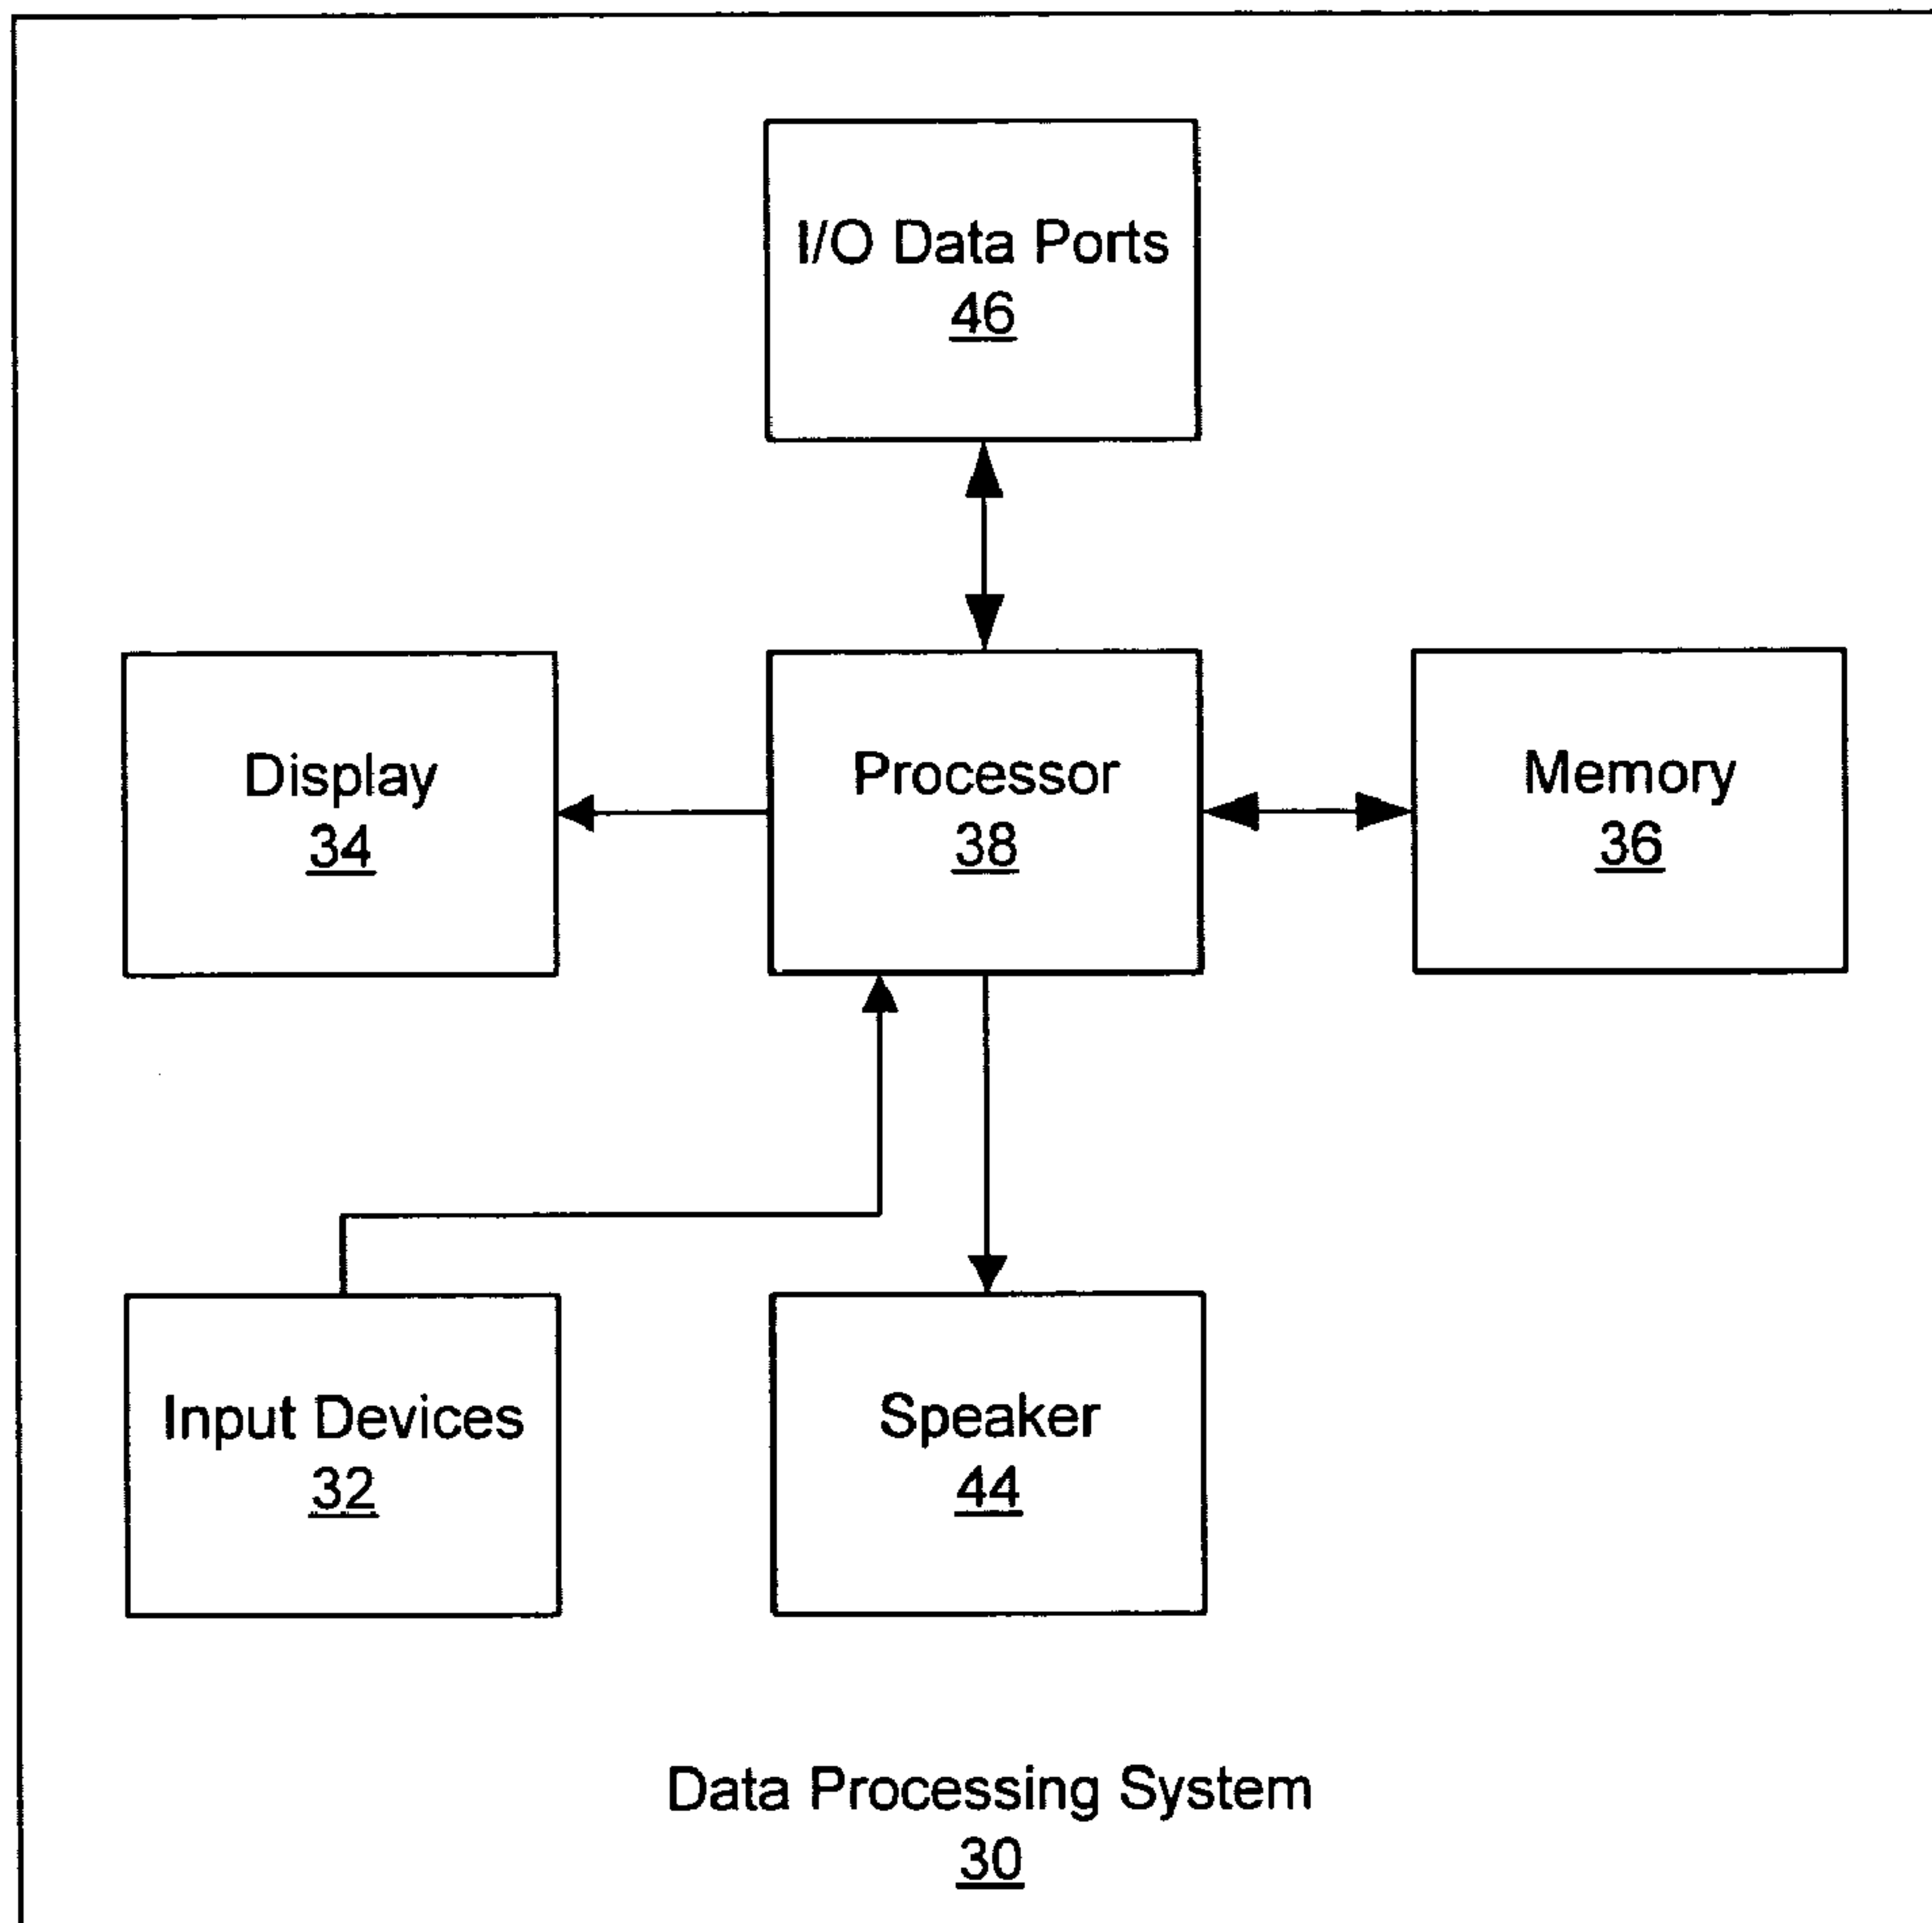 I/O Data Ports
46
Display
34
Processor
38
Memory
36
Input Devices
32
Speaker
44
Data Processing System
30